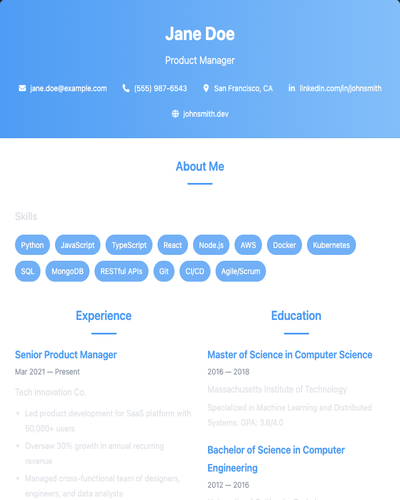 Jane Doe
Product Manager
jane.doe@example.com (555) 987-6543 San Francisco, CA linkedin.com/in/johnsmith
johnsmith.dev
About Me
Skills
Python JavaScript TypeScript React Node.js AWS Docker Kubernetes
SQL MongoDB RESTful APIs Git CI/CD Agile/Scrum
Experience
Senior Product Manager
Mar 2021 — Present
Tech Innovation Co.
Led product development for SaaS platform with
50,000+ users
Oversaw 30% growth in annual recurring
revenue
Managed cross-functional team of designers,
engineers, and data analysts
Education
Master of Science in Computer Science
2016 — 2018
Massachusetts Institute of Technology
Specialized in Machine Learning and Distributed
Systems. GPA: 3.8/4.0
Bachelor of Science in Computer
Engineering
2012 — 2016